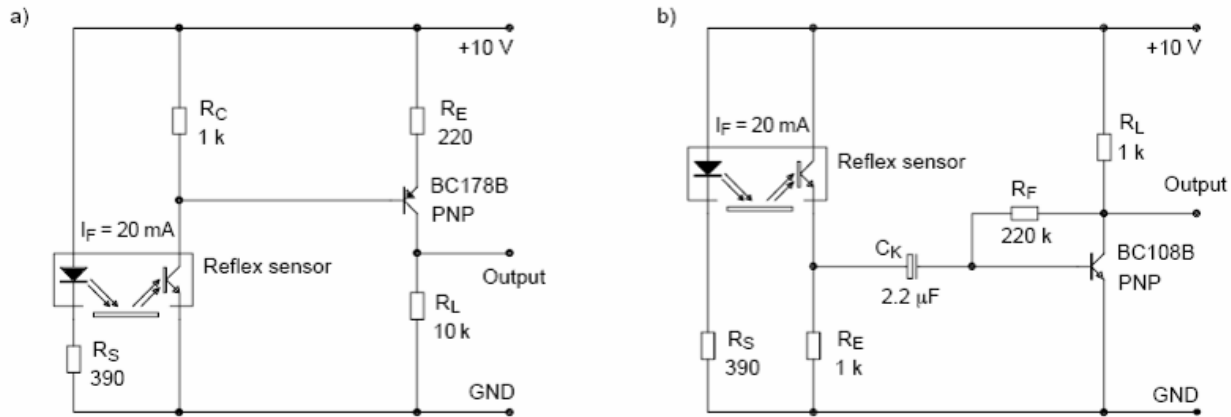 a)
+10 V
R_C
1 k
R_E
220
I_F = 20 mA
BC178B
PNP
Reflex sensor
Output
R_S
390
R_L
10 k
GND
b)
+10 V
I_F = 20 mA
R_L
1 k
Reflex sensor
R_F
220 k
Output
C_K
2.2 μF
BC108B
PNP
R_S
390
R_E
1 k
GND